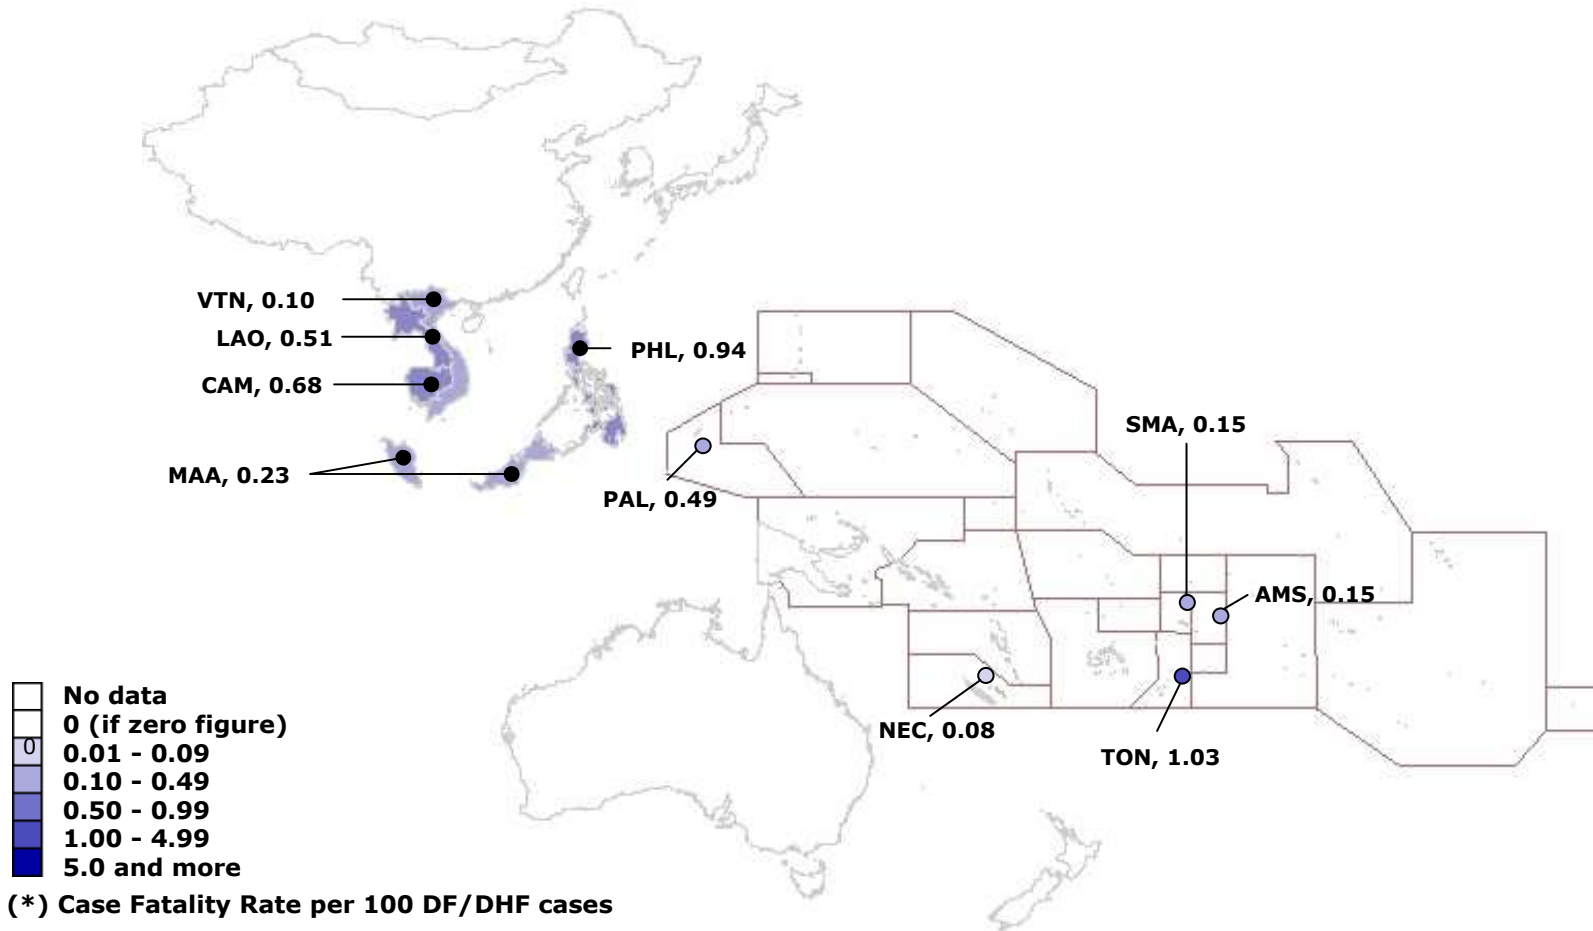 VTN, 0.10
LAO, 0.51
PHL, 0.94
CAM, 0.68
SMA, 0.15
MAA, 0.23
PAL, 0.49
AMS, 0.15
NEC, 0.08
TON, 1.03
No data
0 (if zero figure)
0
0.01 - 0.09
0.10 - 0.49
0.50 - 0.99
1.00 - 4.99
5.0 and more
(*) Case Fatality Rate per 100 DF/DHF cases